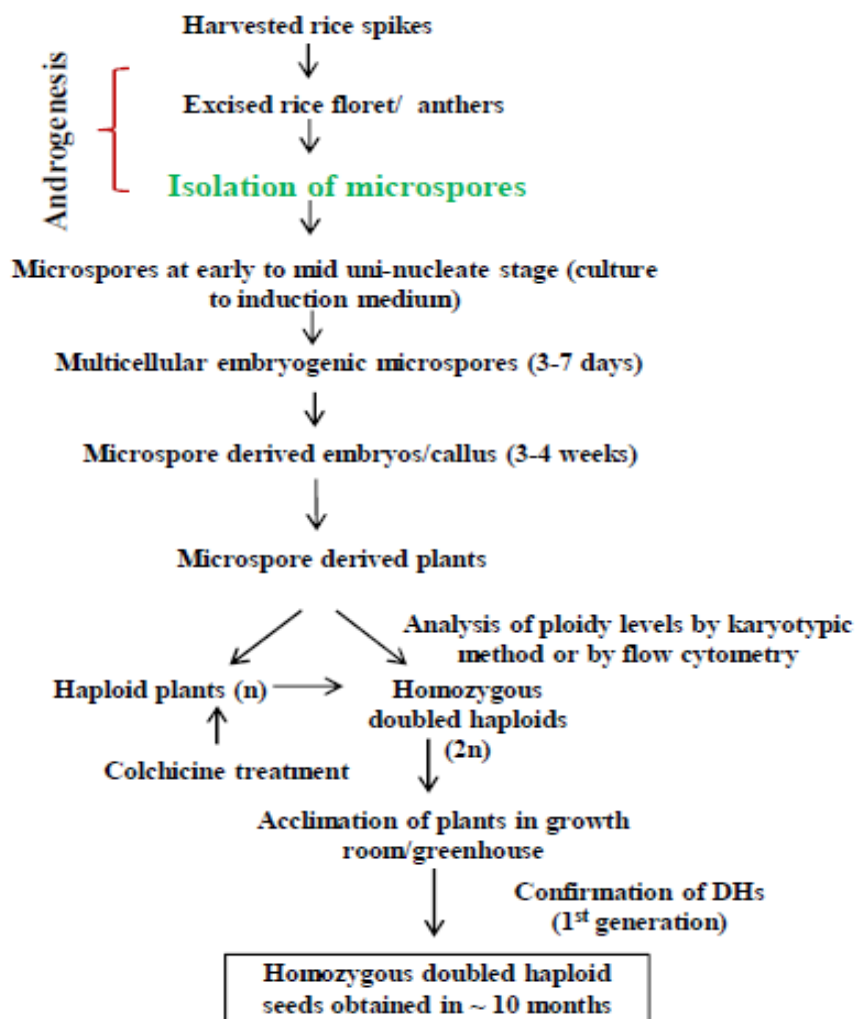 Harvested rice spikes
Androgenesis
Excised rice floret/ anthers
Isolation of microspores
Microspores at early to mid uni-nucleate stage (culture
to induction medium)
Multicellular embryogenic microspores (3-7 days)
Microspore derived embryos/callus (3-4 weeks)
Microspore derived plants
Analysis of ploidy levels by karyotypic
method or by flow cytometry
Haploid plants (n)
Homozygous
doubled haploids
(2n)
Colchicine treatment
Acclimation of plants in growth
room/greenhouse
Confirmation of DHs
(1st generation)
Homozygous doubled haploid
seeds obtained in ~ 10 months